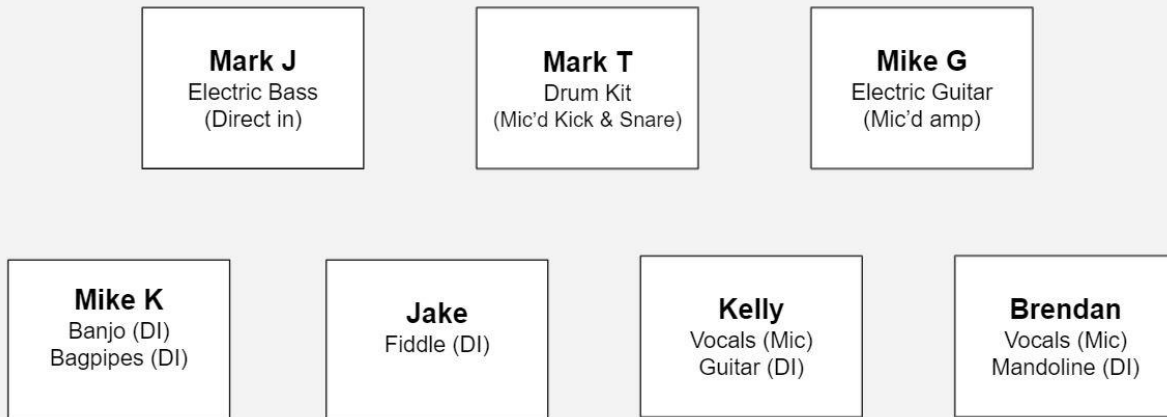 Mark J
Electric Bass
(Direct in)
Mark T
Drum Kit
(Mic'd Kick & Snare)
Mike G
Electric Guitar
(Mic'd amp)
Mike K
Banjo (DI)
Bagpipes (DI)
Jake
Fiddle (DI)
Kelly
Vocals (Mic)
Guitar (DI)
Brendan
Vocals (Mic)
Mandoline (DI)